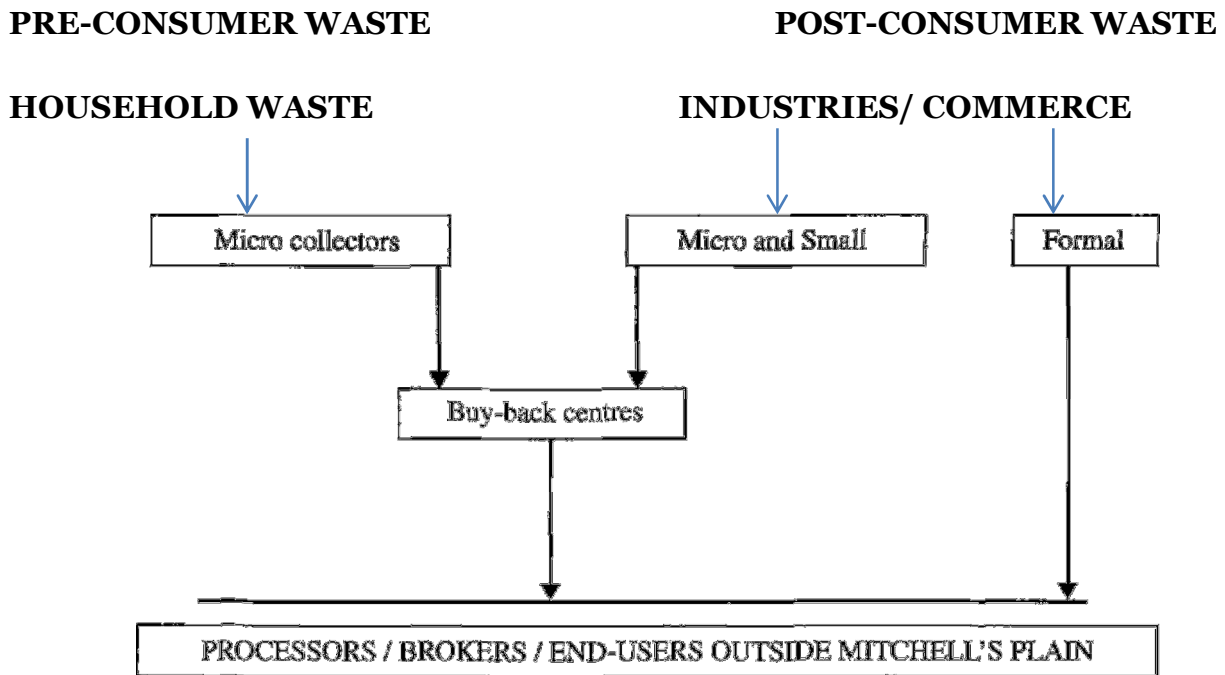 PRE-CONSUMER WASTE POST-CONSUMER WASTE
HOUSEHOLD WASTE INDUSTRIES/ COMMERCE
Micro collectors Micro and Small Formal
Buy-back centres
PROCESSORS / BROKERS / END-USERS OUTSIDE MITCHELL'S PLAIN